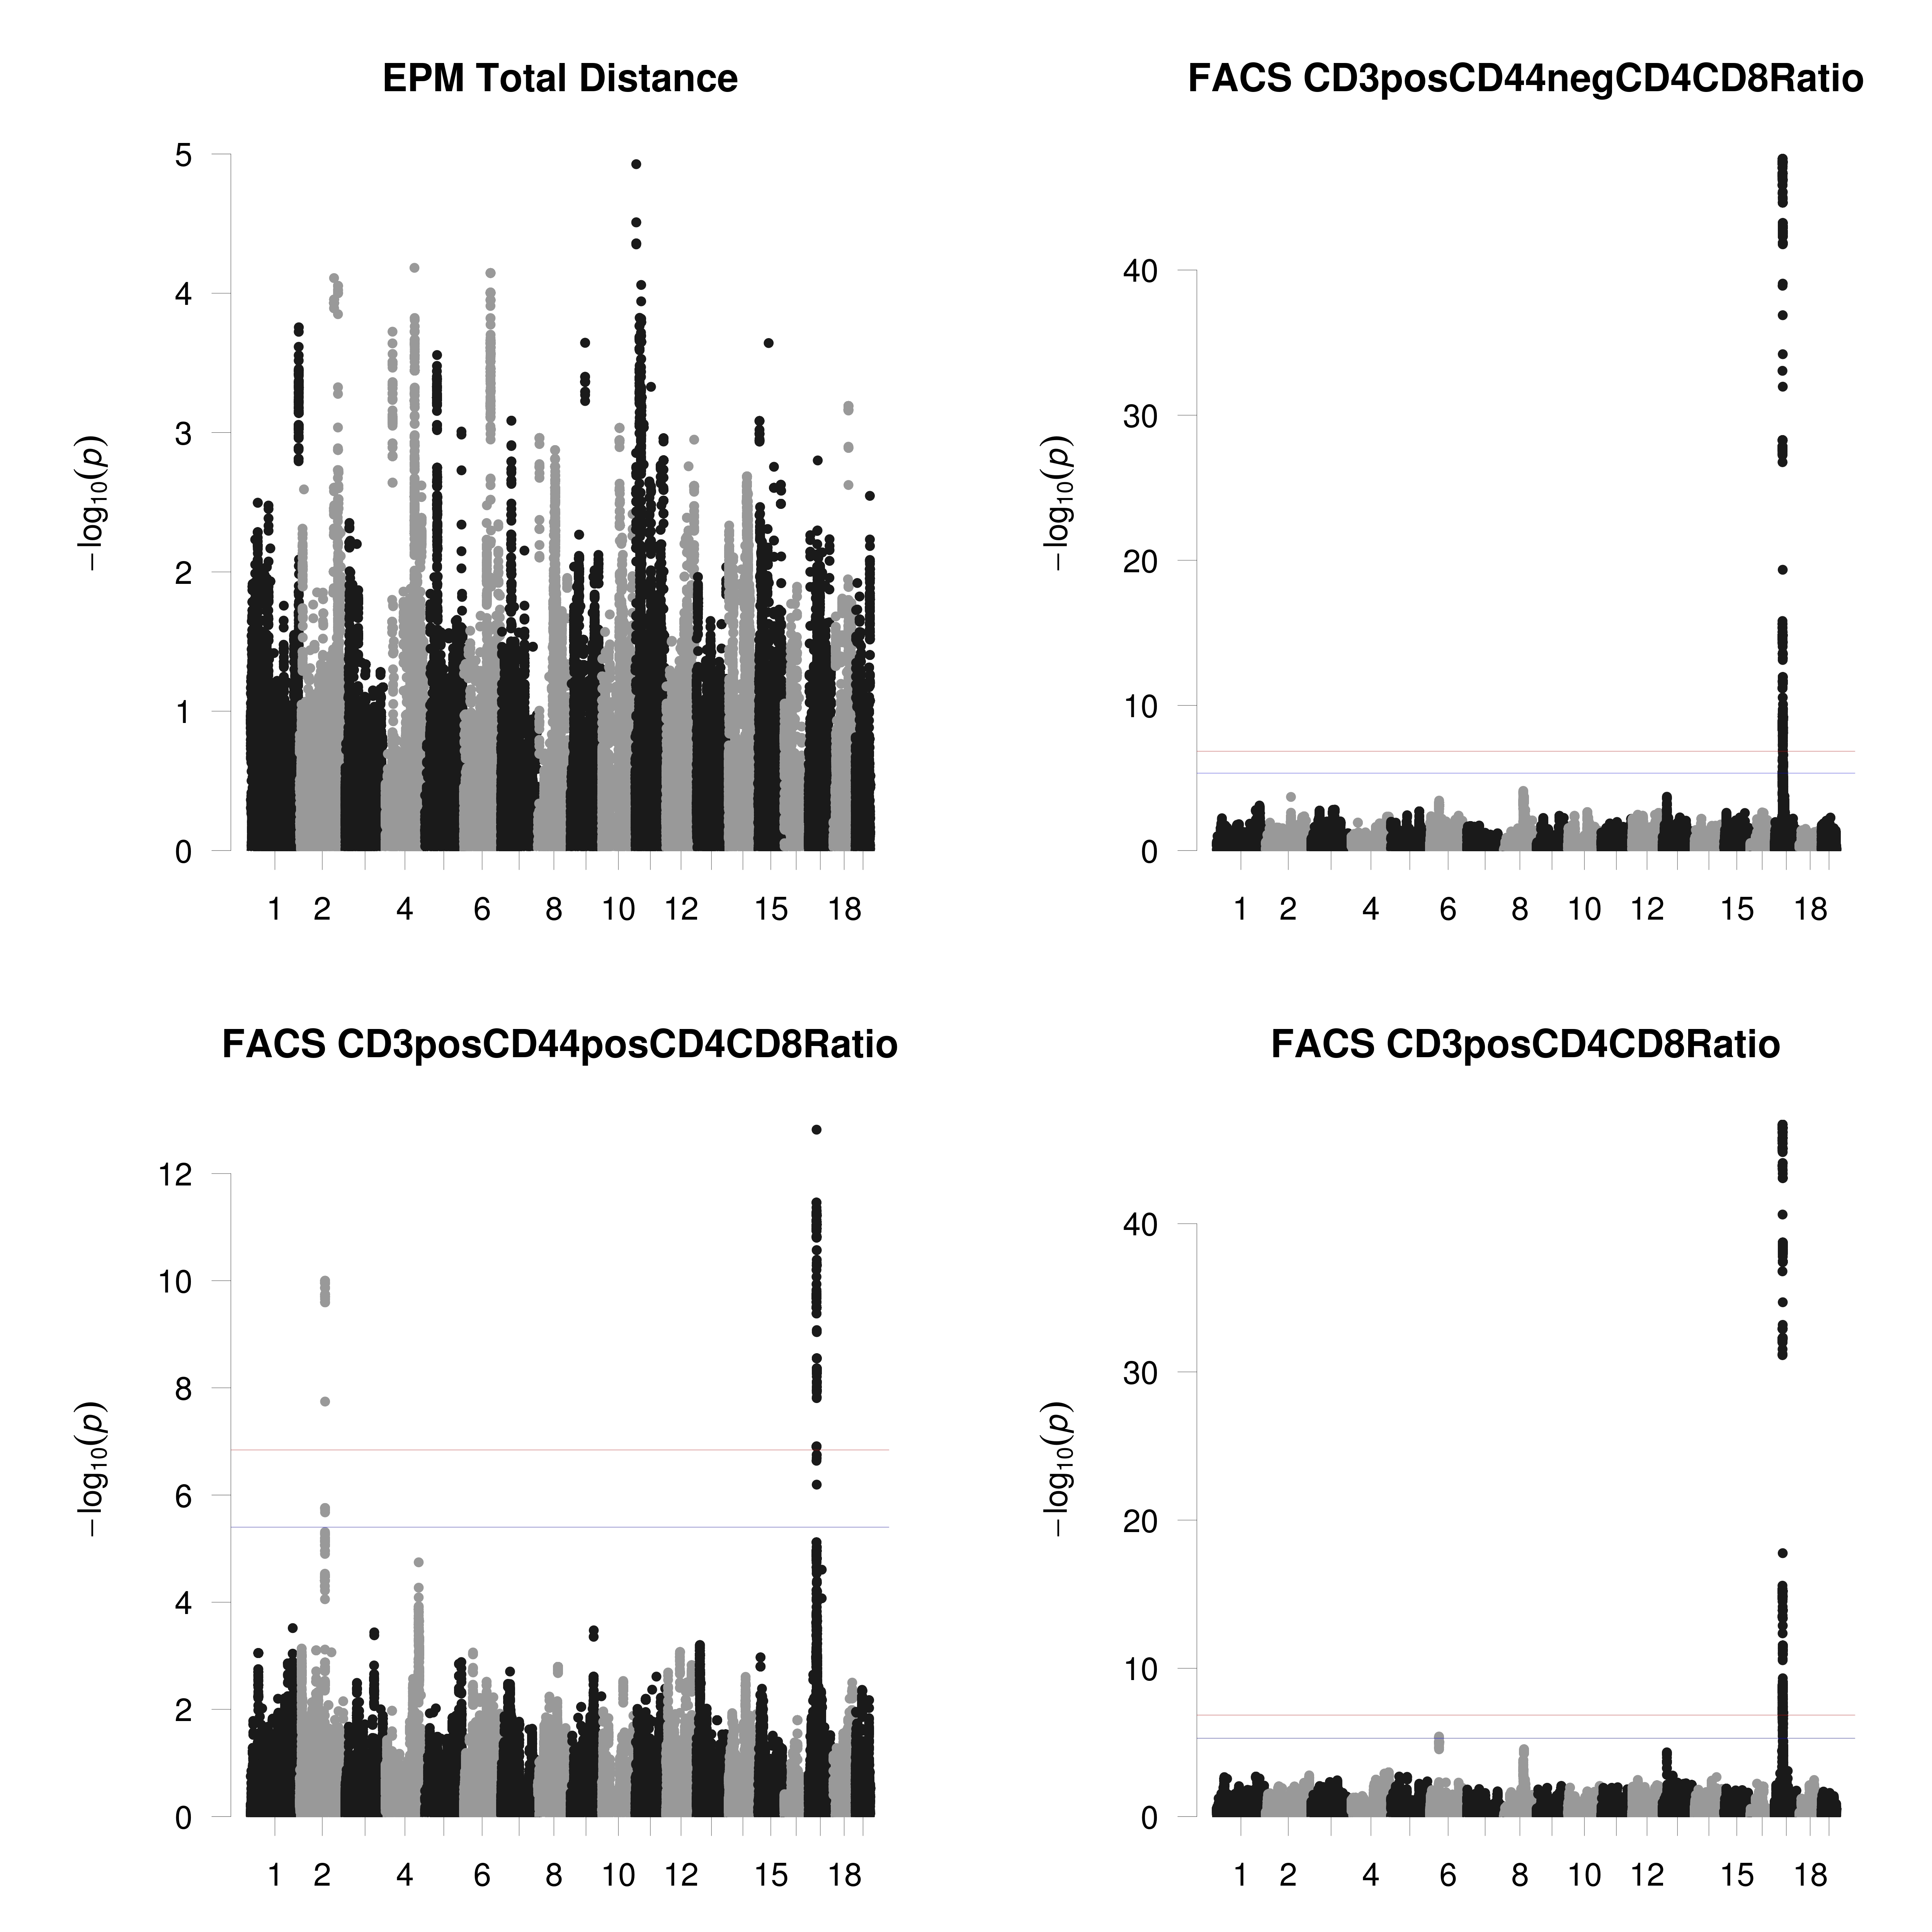 EPM Total Distance
−log10(p)
5
4
3
2
1
0
1 2 4 6 8 10 12 15 18
FACS CD3posCD44negCD4CD8Ratio
−log10(p)
40
30
20
10
0
1 2 4 6 8 10 12 15 18
FACS CD3posCD44posCD4CD8Ratio
−log10(p)
12
10
8
6
4
2
0
1 2 4 6 8 10 12 15 18
FACS CD3posCD4CD8Ratio
−log10(p)
40
30
20
10
0
1 2 4 6 8 10 12 15 18